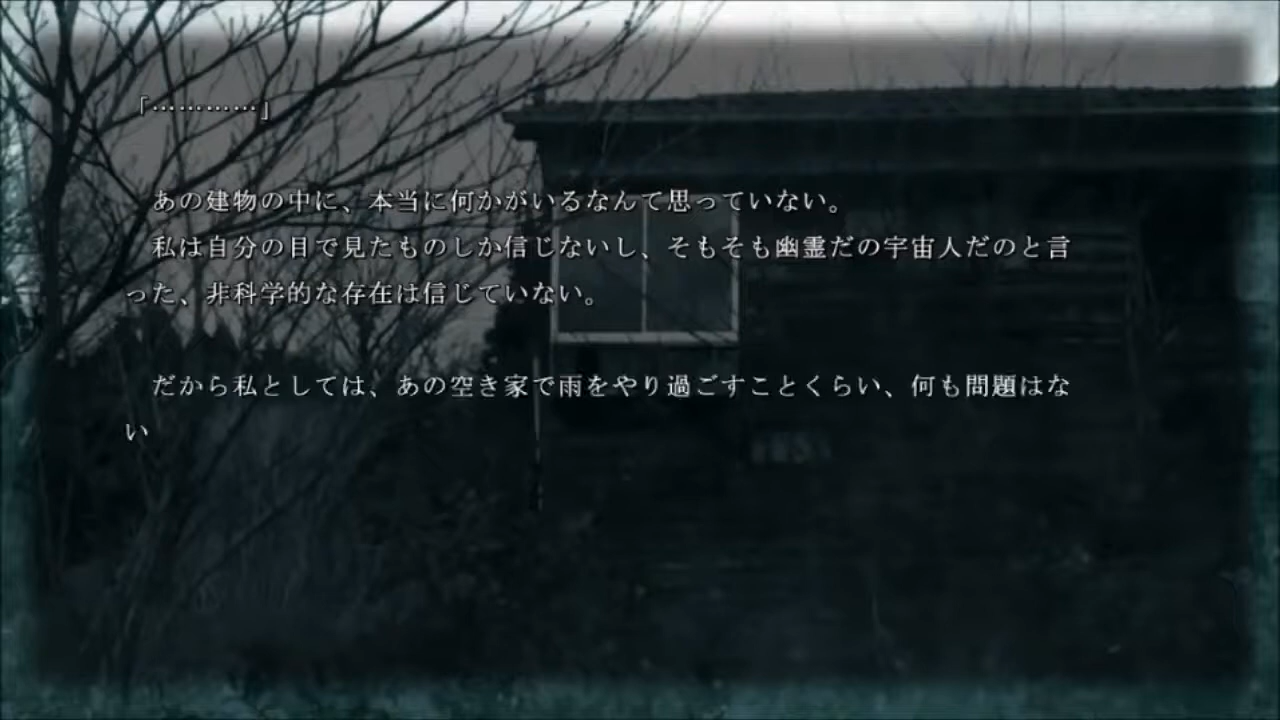 「…………」
あの建物の中に、本当に何かがいるなんて思っていない。
私は自分の目で見たものしか信じないし、そもそも幽霊だの宇宙人だのと言
った、非科学的な存在は信じていない。
だから私としては、あの空き家で雨をやり過ごすことくらい、何も問題はな
い